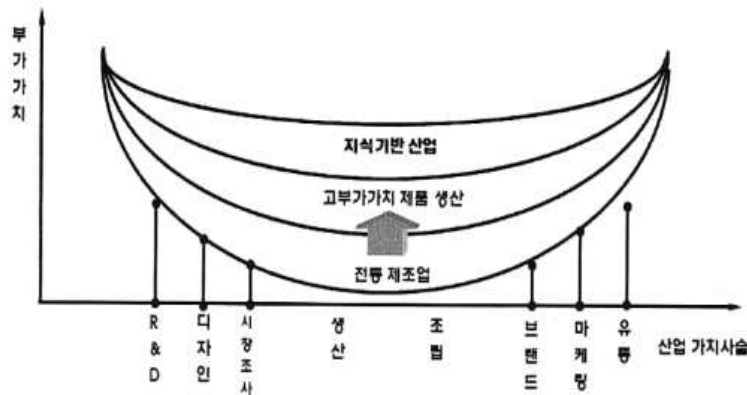 부가가치
지식기반 산업
고부가가치 제품 생산
전통 제조업
R&D
디자인
시장조사
생산
조립
브랜드
마케팅
유통
산업 가치사슬